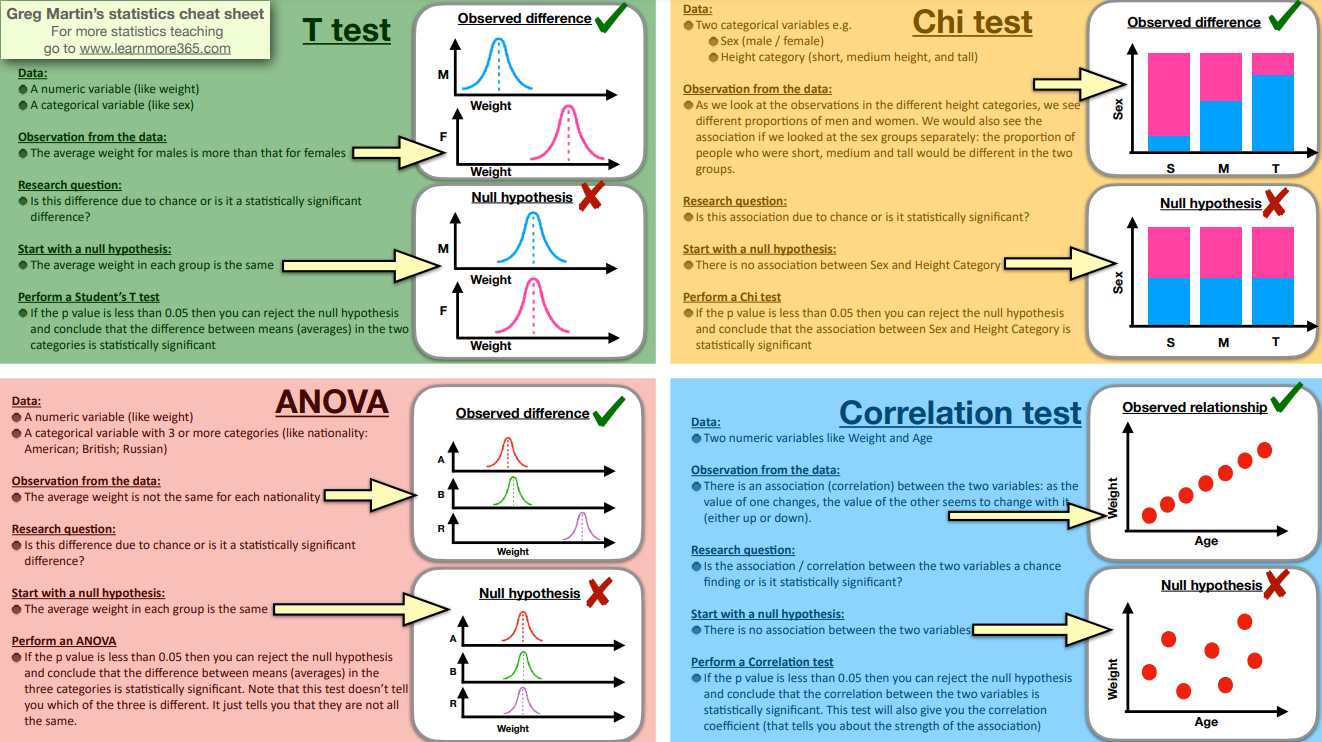 Greg Martin's statistics cheat sheet
For more statistics teaching
go to www.learnmore365.com
T test
Data:
A numeric variable (like weight)
A categorical variable (like sex)
Observation from the data:
The average weight for males is more than that for females
Research question:
Is this difference due to chance or is it a statistically significant
difference?
Start with a null hypothesis:
The average weight in each group is the same
Perform a Student's T test
If the p value is less than 0.05 then you can reject the null hypothesis
and conclude that the difference between means (averages) in the two
categories is statistically significant
Observed difference
M
Weight
F
Weight
Null hypothesis
M
Weight
F
Weight
Chi test
Data:
Two categorical variables e.g.
Sex (male / female)
Height category (short, medium height, and tall)
Observation from the data:
As we look at the observations in the different height categories, we see
different proportions of men and women. We would also see the
association if we looked at the sex groups separately: the proportion of
people who were short, medium and tall would be different in the two
groups.
Research question:
Is this association due to chance or is it statistically significant?
Start with a null hypothesis:
There is no association between Sex and Height Category
Perform a Chi test
If the p value is less than 0.05 then you can reject the null hypothesis
and conclude that the association between Sex and Height Category is
statistically significant
Observed difference
Sex
S M T
Null hypothesis
Sex
S M T
ANOVA
Data:
A numeric variable (like weight)
A categorical variable with 3 or more categories (like nationality:
American; British; Russian)
Observation from the data:
The average weight is not the same for each nationality
Research question:
Is this difference due to chance or is it a statistically significant
difference?
Start with a null hypothesis:
The average weight in each group is the same
Perform an ANOVA
If the p value is less than 0.05 then you can reject the null hypothesis
and conclude that the difference between means (averages) in the
three categories is statistically significant. Note that this test doesn't tell
you which of the three is different. It just tells you that they are not all
the same.
Observed difference
A
B
R
Weight
Null hypothesis
A
B
R
Weight
Correlation test
Data:
Two numeric variables like Weight and Age
Observation from the data:
There is an association (correlation) between the two variables: as the
value of one changes, the value of the other seems to change with it
(either up or down).
Research question:
Is the association / correlation between the two variables a chance
finding or is it statistically significant?
Start with a null hypothesis:
There is no association between the two variables
Perform a Correlation test
If the p value is less than 0.05 then you can reject the null hypothesis
and conclude that the correlation between the two variables is
statistically significant. This test will also give you the correlation
coefficient (that tells you about the strength of the association)
Observed relationship
Weight
Age
Null hypothesis
Weight
Age